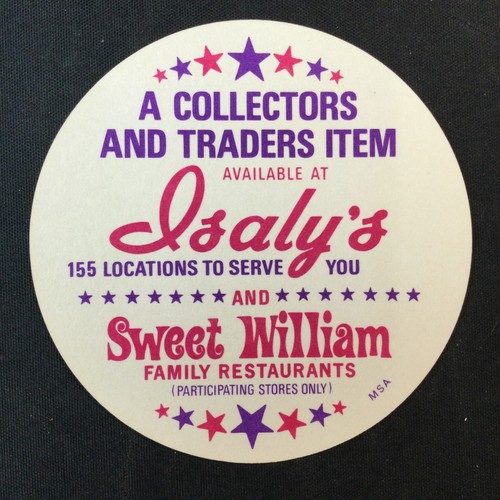 A COLLECTORS
AND TRADERS ITEM
AVAILABLE AT
Isaly's
155 LOCATIONS TO SERVE YOU
AND
Sweet William
FAMILY RESTAURANTS
(PARTICIPATING STORES ONLY)
MSA